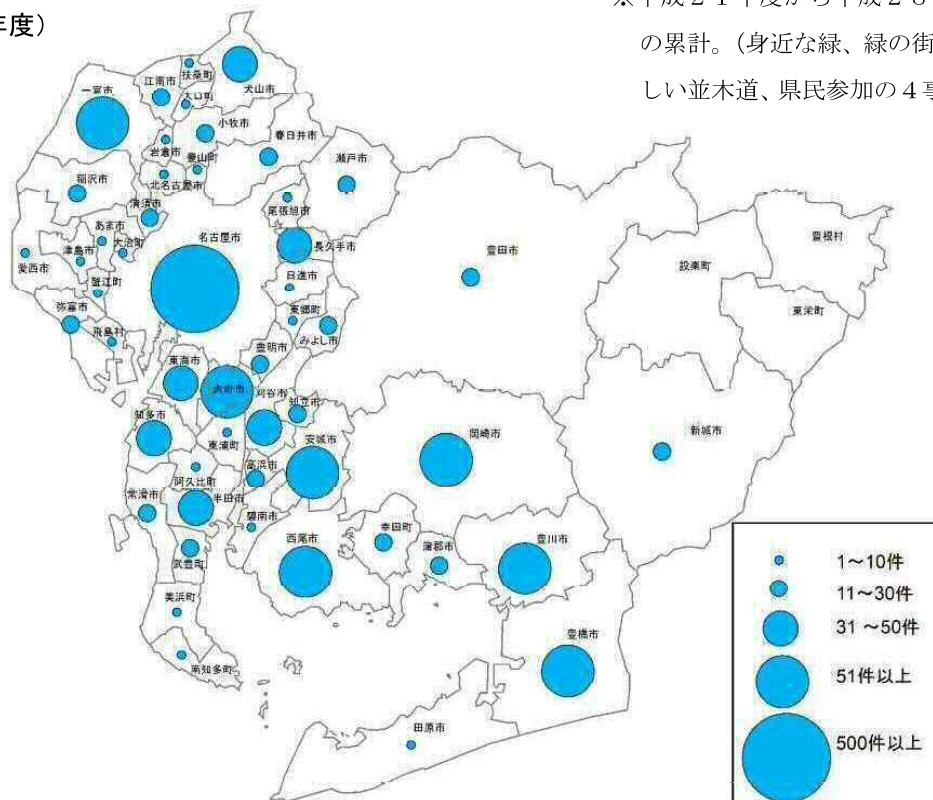 年度)
※平成21年度から平成28
の累計。(身近な緑、緑の街
しい並木道、県民参加の4事
扶桑町
江南市
犬山市
一宮市
大口町
小牧市
春日井市
岩倉市
豊山町
瀬戸市
北名古屋市
稲沢市
清須市
尾張旭市
あま市
名古屋市
長久手市
津島市
大治町
豊田市
豊根村
愛西市
設楽町
日進市
蟹江町
弥富市
東郷町
東栄町
飛島村
みよし市
豊明市
東海市
大府市
刈谷市
知立市
知多市
東浦町
安城市
岡崎市
新城市
高浜市
阿久比町
常滑市
半田市
碧南市
幸田町
西尾市
蒲郡市
豊川市
武豊町
美浜町
豊橋市
南知多町
田原市
1~10件
11~30件
31~50件
51件以上
500件以上